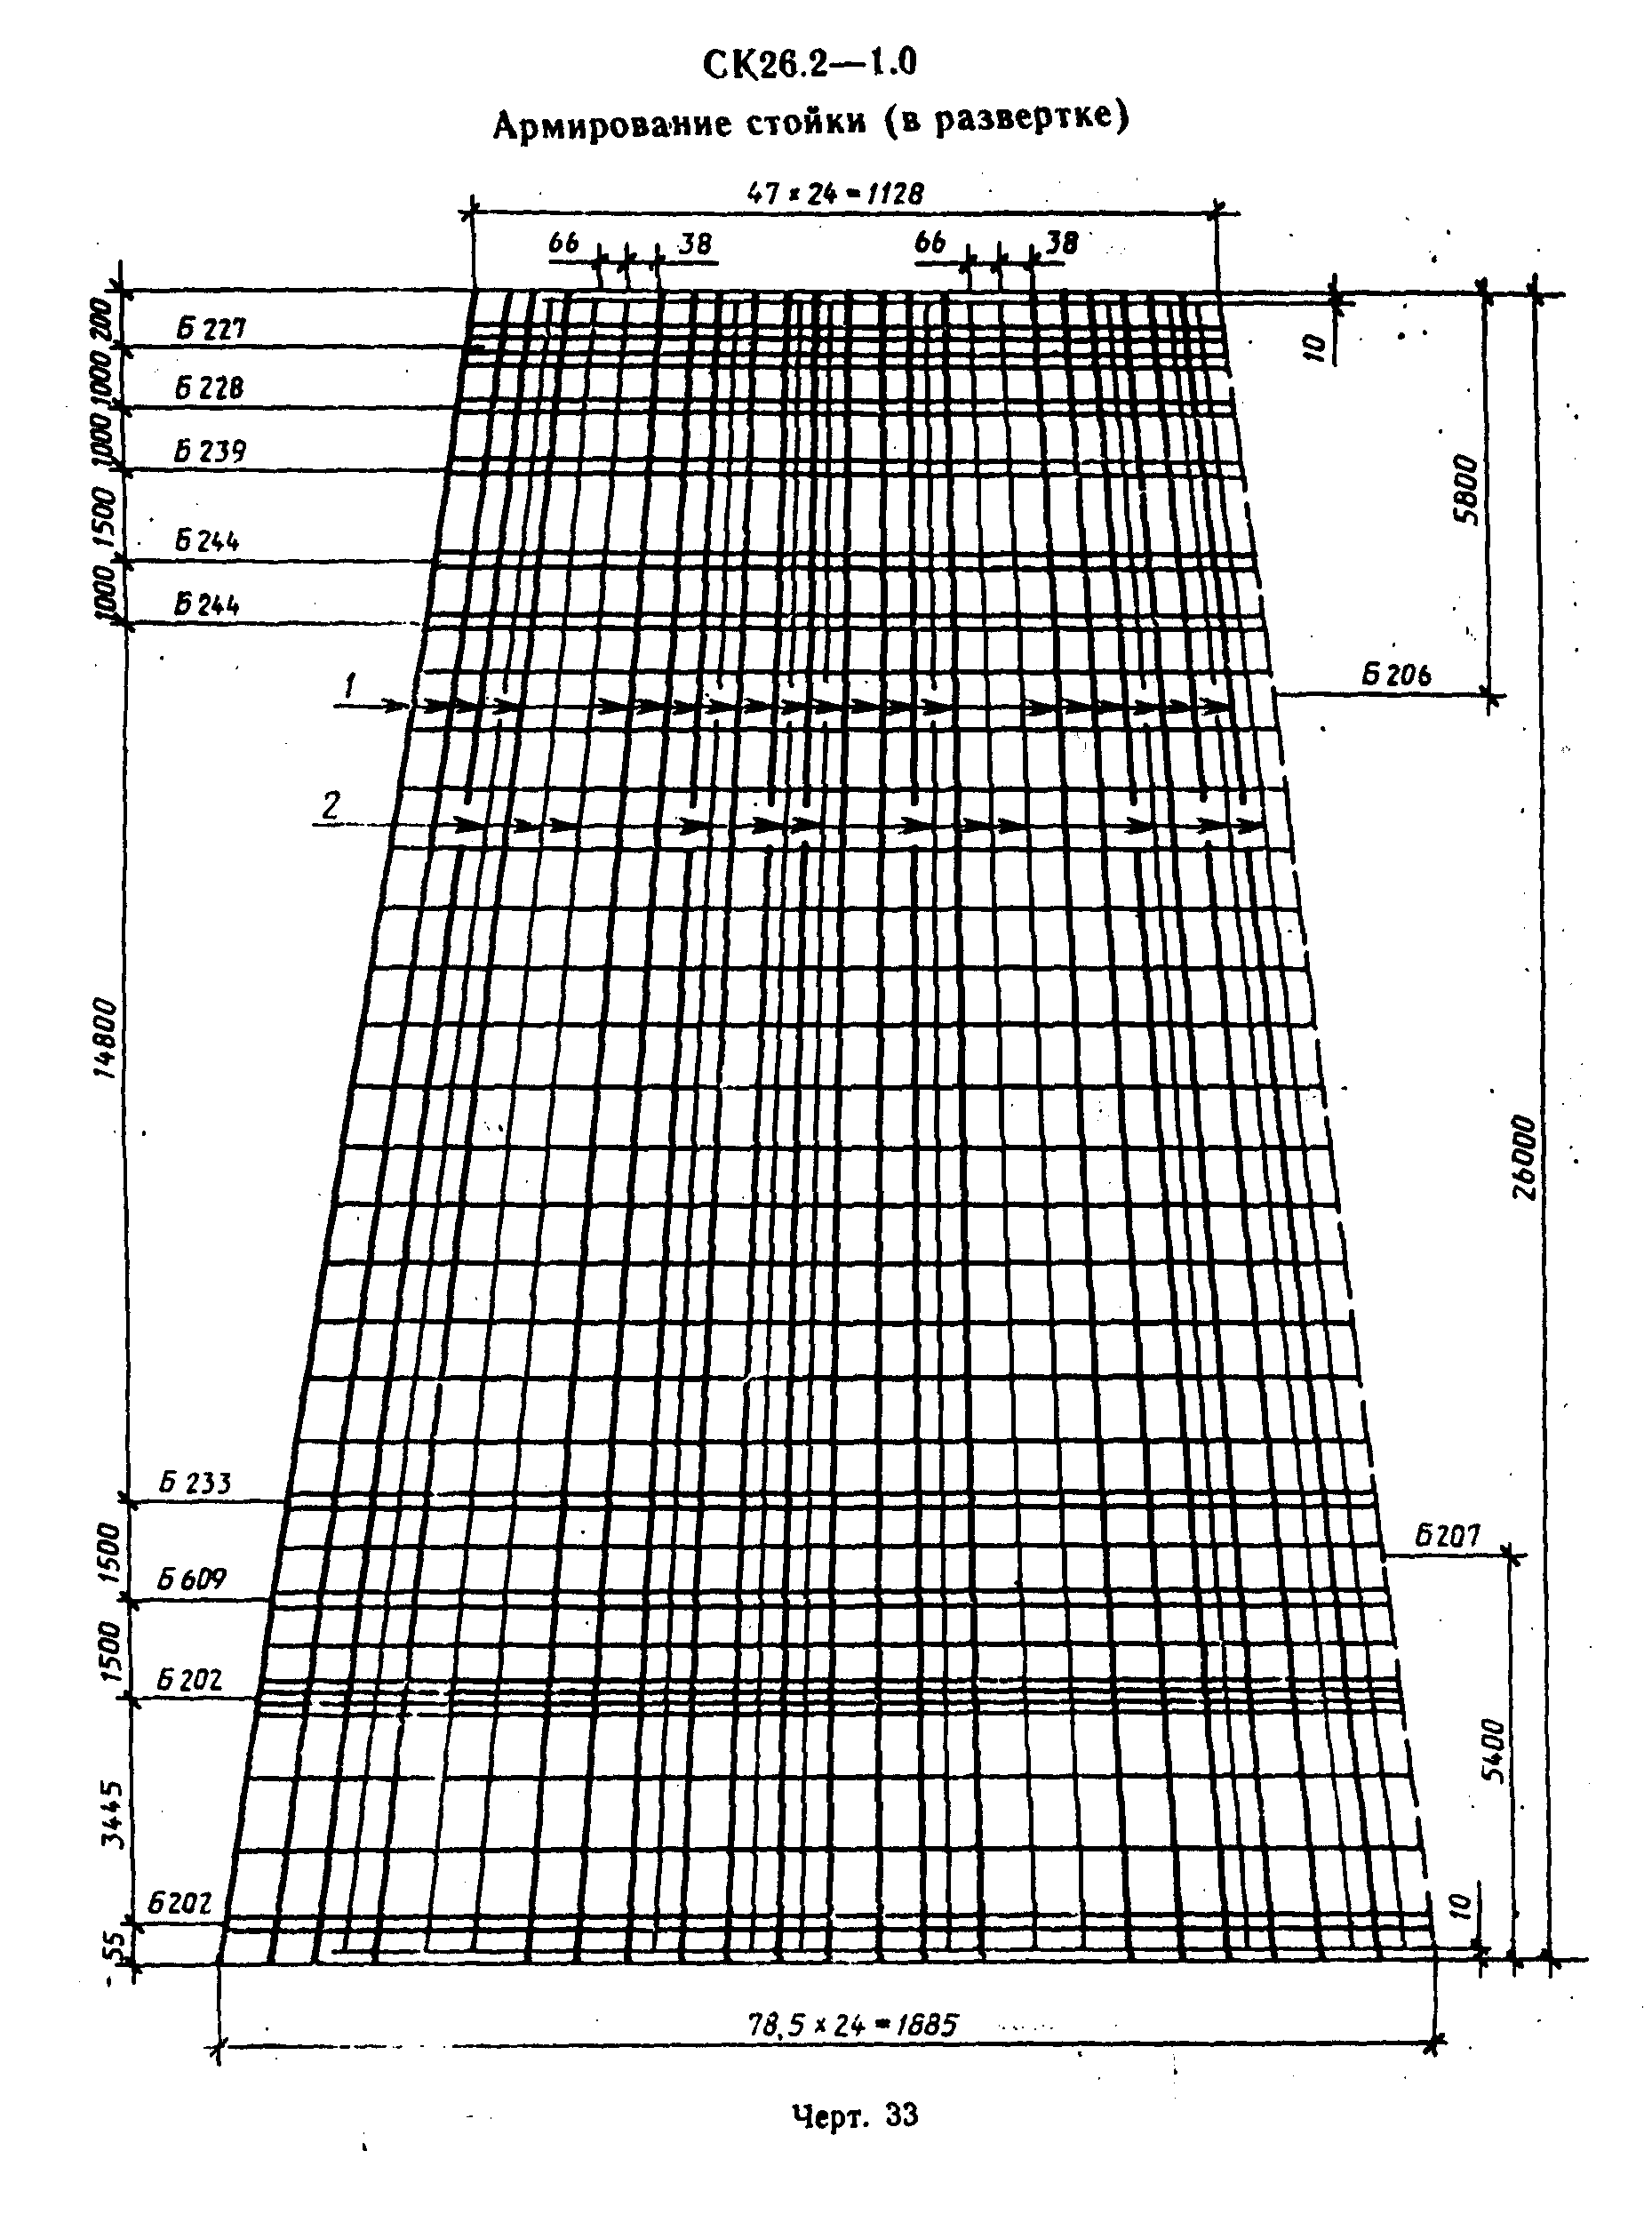 СК26.2—1.0
Армирование стойки (в развертке)
47 × 24 = 1128
66 38 66 38
200
Б 227
10
1000
Б 228
1000
Б 239
5800
1500
Б 244
1000
Б 244
Б 206
1
2
14800
26000
Б 233
Б 207
1500
Б 609
1500
Б 202
5400
3445
Б 202
10
55
78,5 × 24 = 1885
Черт. 33